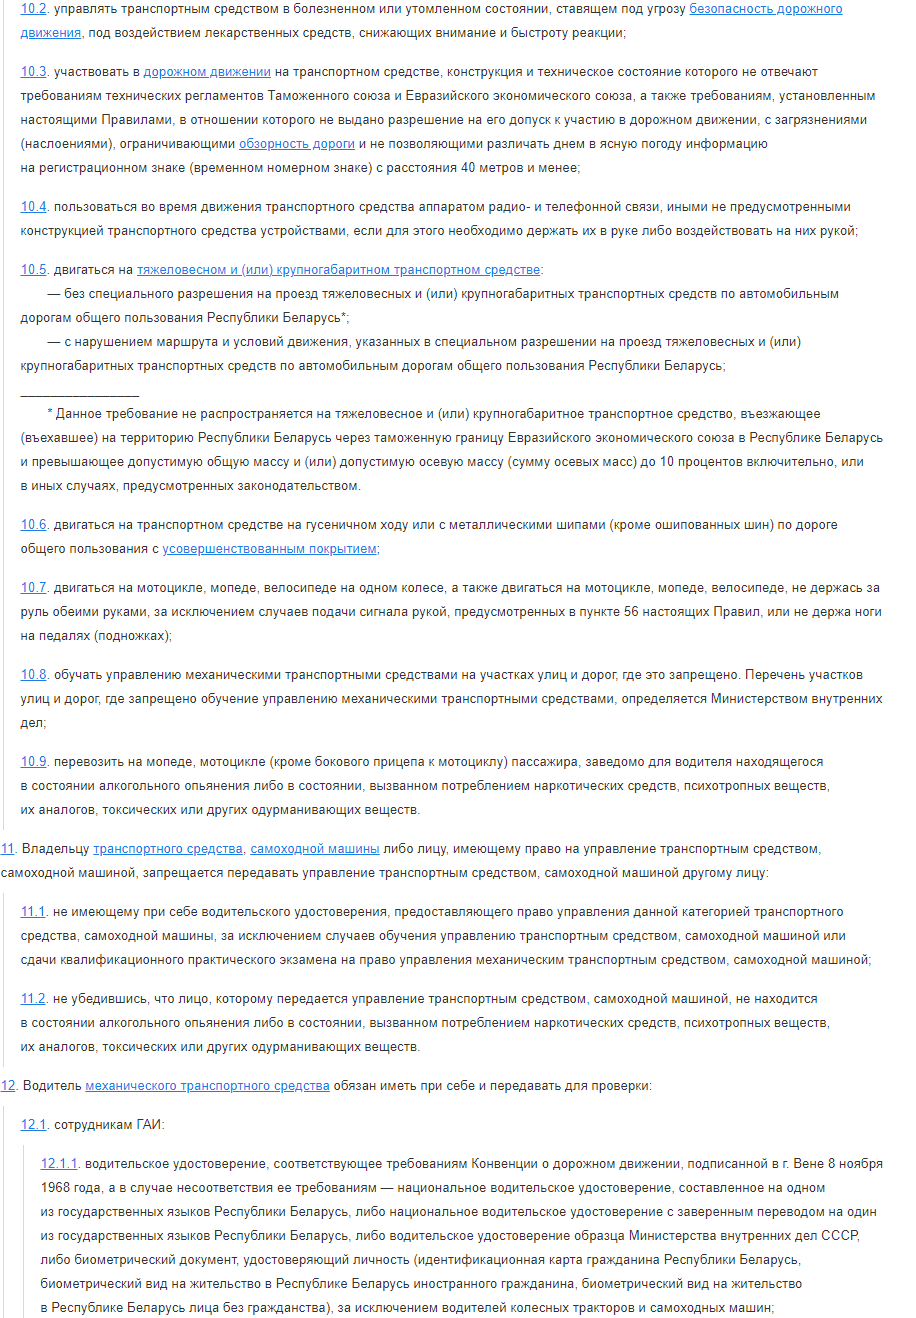 10.2. управлять транспортным средством в болезненном или утомленном состоянии, ставящем под угрозу безопасность дорожного
движения, под воздействием лекарственных средств, снижающих внимание и быстроту реакции;
10.3. участвовать в дорожном движении на транспортном средстве, конструкция и техническое состояние которого не отвечают
требованиям технических регламентов Таможенного союза и Евразийского экономического союза, а также требованиям, установленным
настоящими Правилами, в отношении которого не выдано разрешение на его допуск к участию в дорожном движении, с загрязнениями
(наслоениями), ограничивающими обзорность дороги и не позволяющими различать днем в ясную погоду информацию
на регистрационном знаке (временном номерном знаке) с расстояния 40 метров и менее;
10.4. пользоваться во время движения транспортного средства аппаратом радио- и телефонной связи, иными не предусмотренными
конструкцией транспортного средства устройствами, если для этого необходимо держать их в руке либо воздействовать на них рукой;
10.5. двигаться на тяжеловесном и (или) крупногабаритном транспортном средстве:
— без специального разрешения на проезд тяжеловесных и (или) крупногабаритных транспортных средств по автомобильным
дорогам общего пользования Республики Беларусь*;
— с нарушением маршрута и условий движения, указанных в специальном разрешении на проезд тяжеловесных и (или)
крупногабаритных транспортных средств по автомобильным дорогам общего пользования Республики Беларусь;
________________
* Данное требование не распространяется на тяжеловесное и (или) крупногабаритное транспортное средство, въезжающее
(въехавшее) на территорию Республики Беларусь через таможенную границу Евразийского экономического союза в Республике Беларусь
и превышающее допустимую общую массу и (или) допустимую осевую массу (сумму осевых масс) до 10 процентов включительно, или
в иных случаях, предусмотренных законодательством.
10.6. двигаться на транспортном средстве на гусеничном ходу или с металлическими шипами (кроме ошипованных шин) по дороге
общего пользования с усовершенствованным покрытием;
10.7. двигаться на мотоцикле, мопеде, велосипеде на одном колесе, а также двигаться на мотоцикле, мопеде, велосипеде, не держась за
руль обеими руками, за исключением случаев подачи сигнала рукой, предусмотренных в пункте 56 настоящих Правил, или не держа ноги
на педалях (подножках);
10.8. обучать управлению механическими транспортными средствами на участках улиц и дорог, где это запрещено. Перечень участков
улиц и дорог, где запрещено обучение управлению механическими транспортными средствами, определяется Министерством внутренних
дел;
10.9. перевозить на мопеде, мотоцикле (кроме бокового прицепа к мотоциклу) пассажира, заведомо для водителя находящегося
в состоянии алкогольного опьянения либо в состоянии, вызванном потреблением наркотических средств, психотропных веществ,
их аналогов, токсических или других одурманивающих веществ.
11. Владельцу транспортного средства, самоходной машины либо лицу, имеющему право на управление транспортным средством,
самоходной машиной, запрещается передавать управление транспортным средством, самоходной машиной другому лицу:
11.1. не имеющему при себе водительского удостоверения, предоставляющего право управления данной категорией транспортного
средства, самоходной машины, за исключением случаев обучения управлению транспортным средством, самоходной машиной или
сдачи квалификационного практического экзамена на право управления механическим транспортным средством, самоходной машиной;
11.2. не убедившись, что лицо, которому передается управление транспортным средством, самоходной машиной, не находится
в состоянии алкогольного опьянения либо в состоянии, вызванном потреблением наркотических средств, психотропных веществ,
их аналогов, токсических или других одурманивающих веществ.
12. Водитель механического транспортного средства обязан иметь при себе и передавать для проверки:
12.1. сотрудникам ГАИ:
12.1.1. водительское удостоверение, соответствующее требованиям Конвенции о дорожном движении, подписанной в г. Вене 8 ноября
1968 года, а в случае несоответствия ее требованиям — национальное водительское удостоверение, составленное на одном
из государственных языков Республики Беларусь, либо национальное водительское удостоверение с заверенным переводом на один
из государственных языков Республики Беларусь, либо водительское удостоверение образца Министерства внутренних дел СССР,
либо биометрический документ, удостоверяющий личность (идентификационная карта гражданина Республики Беларусь,
биометрический вид на жительство в Республике Беларусь иностранного гражданина, биометрический вид на жительство
в Республике Беларусь лица без гражданства), за исключением водителей колесных тракторов и самоходных машин;